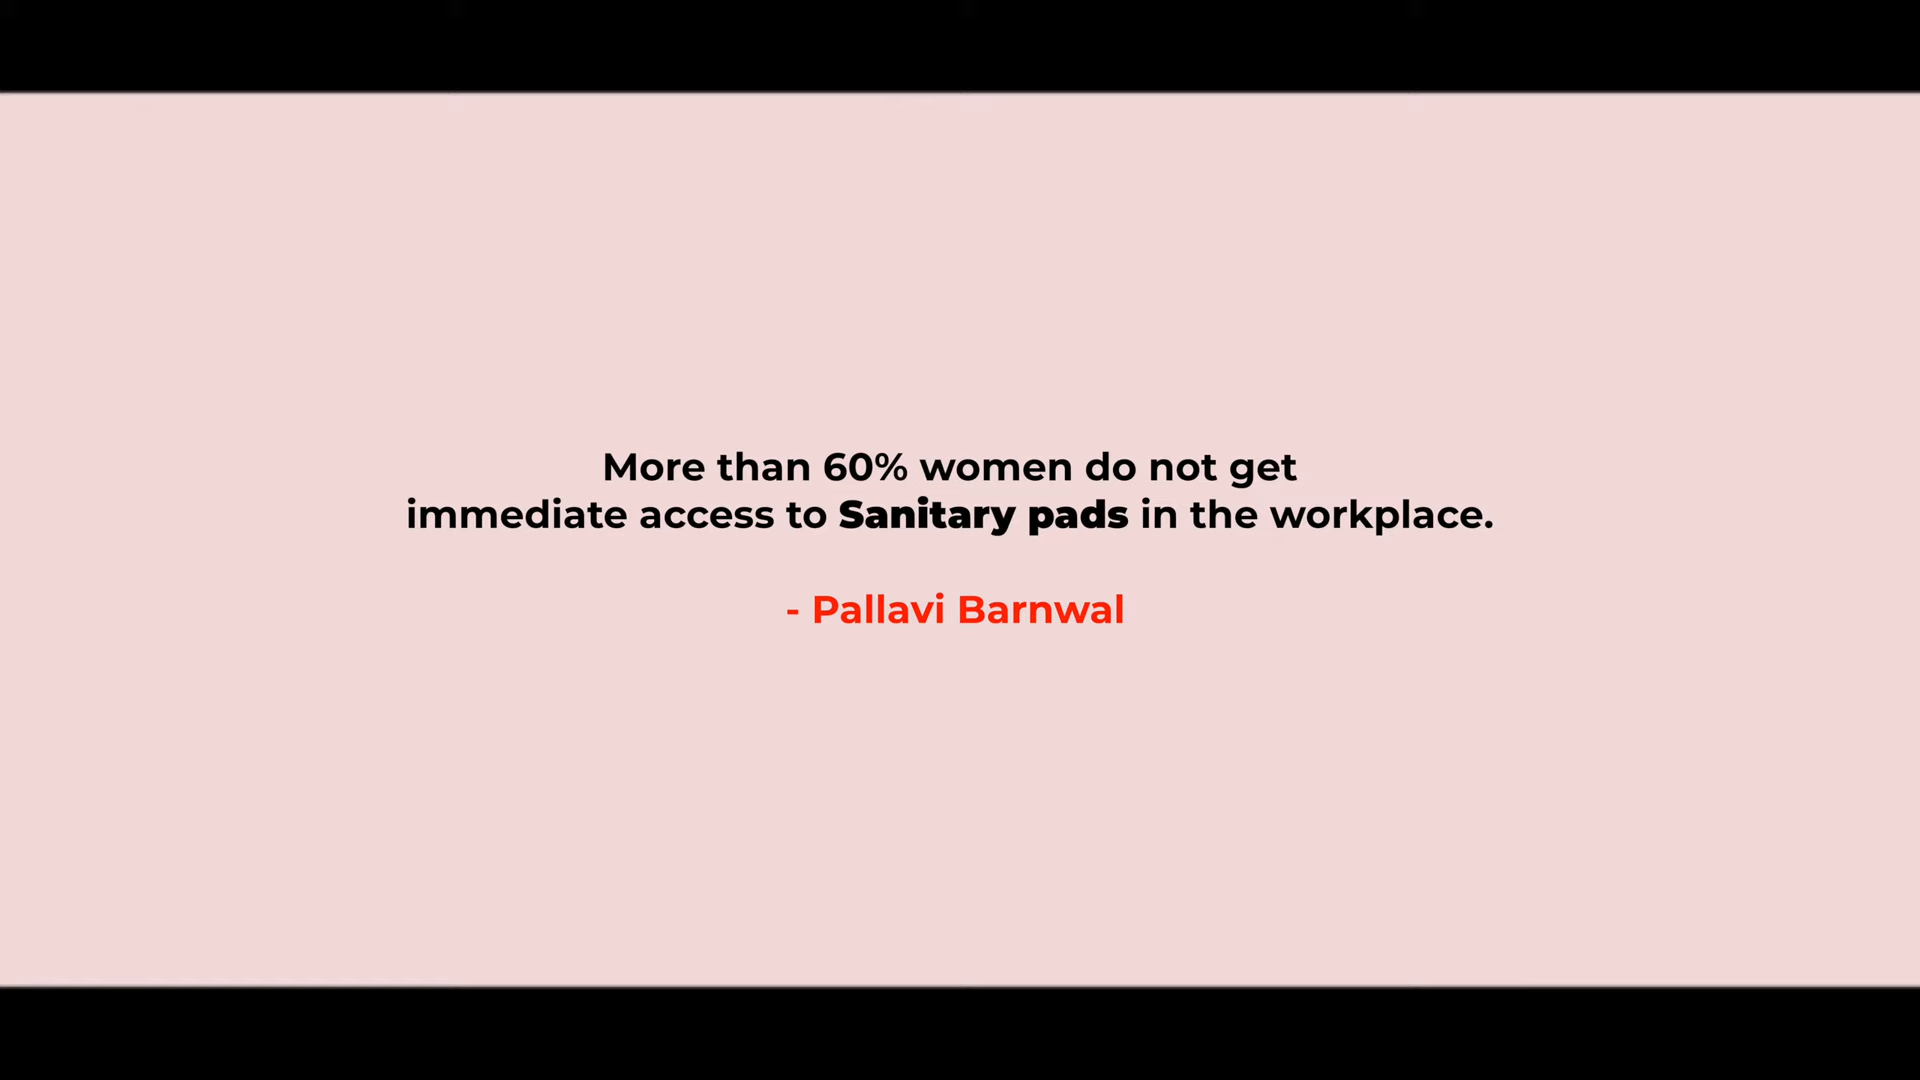 More than 60% women do not get
immediate access to Sanitary pads in the workplace.
- Pallavi Barnwal